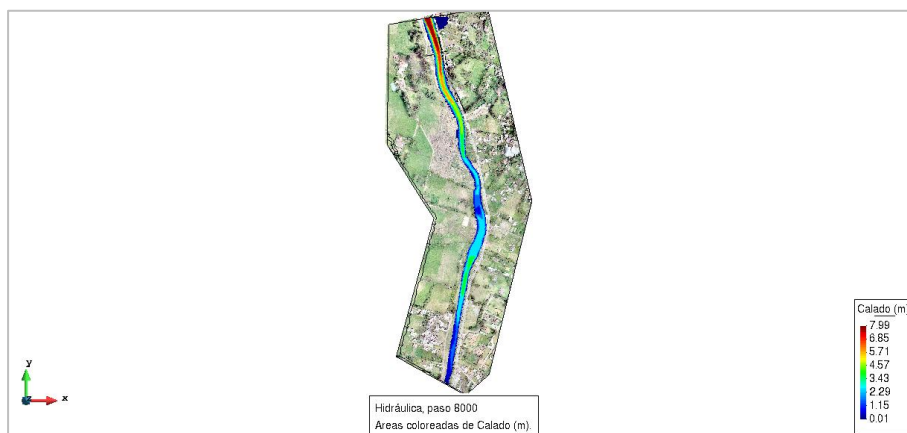 Calado (m)
7.99
6.85
5.71
4.57
3.43
2.29
1.15
0.01
y
x
Hidráulica, paso 8000
Areas coloreadas de Calado (m).